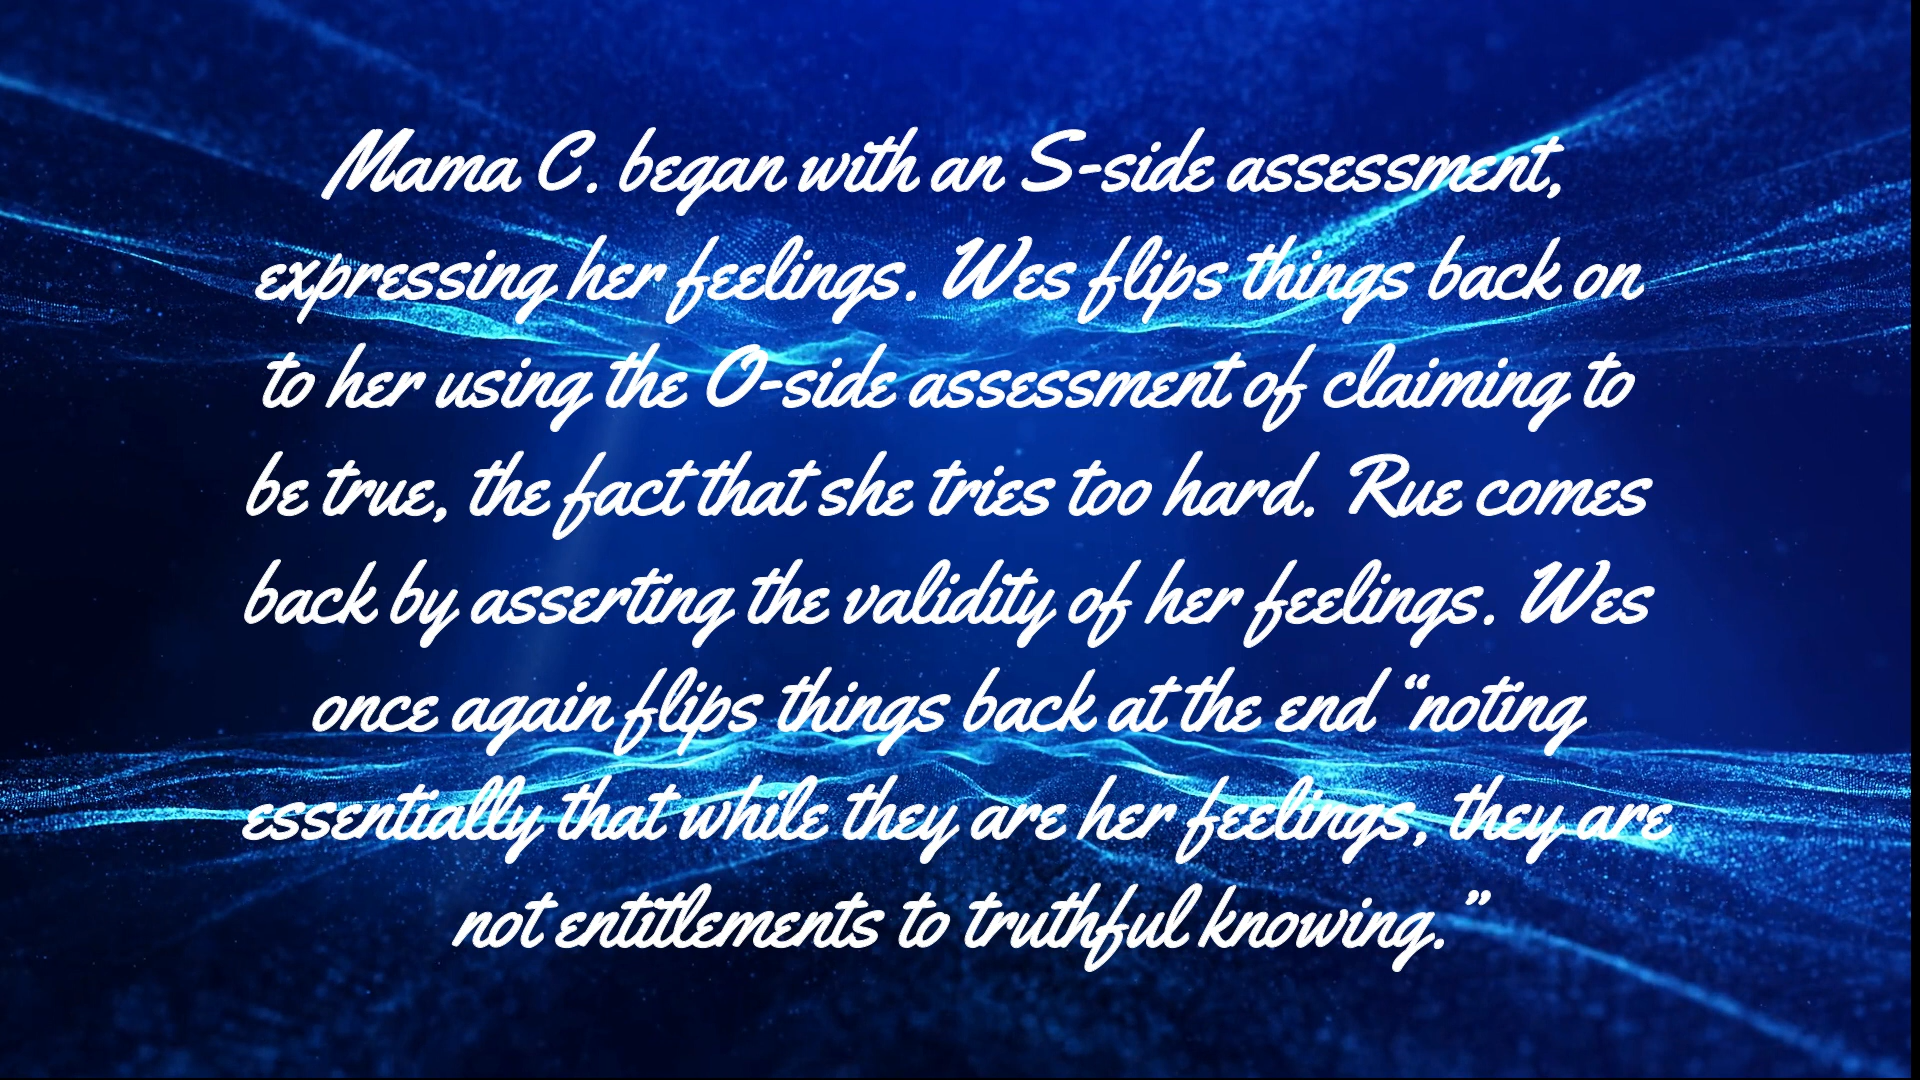 Mama C. began with an S-side assessment,
expressing her feelings. Wes flips things back on
to her using the O-side assessment of claiming to
be true, the fact that she tries too hard. Rue comes
back by asserting the validity of her feelings. Wes
once again flips things back at the end “noting
essentially that while they are her feelings, they are
not entitlements to truthful knowing.”